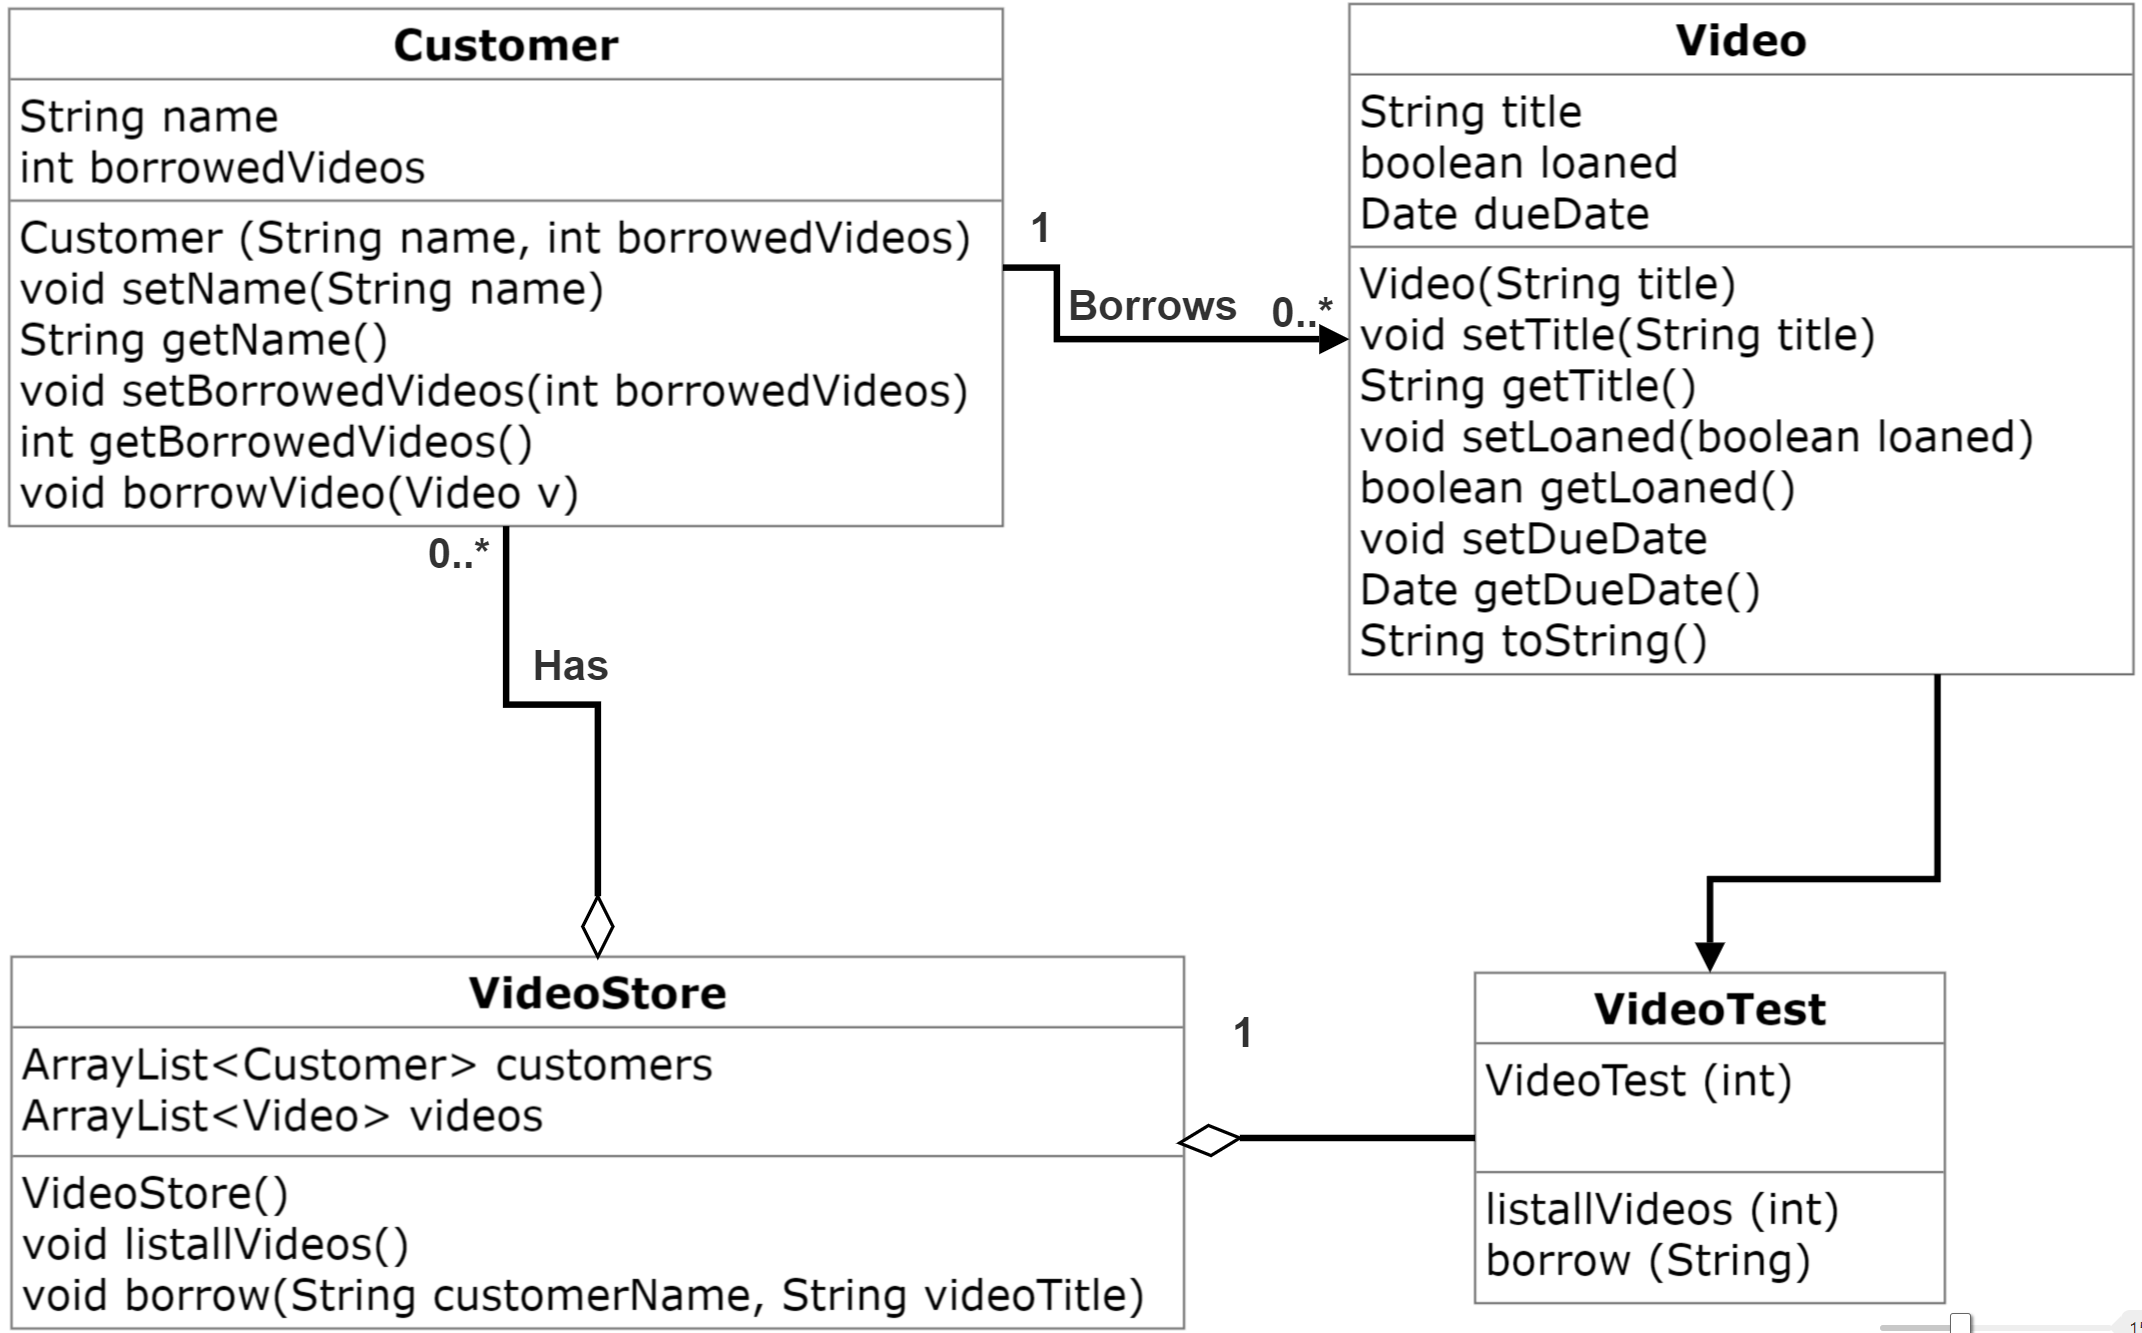 Customer
String name
int borrowedVideos
Customer (String name, int borrowedVideos)
void setName(String name)
String getName()
void setBorrowedVideos(int borrowedVideos)
int getBorrowedVideos()
void borrowVideo(Video v)
1
Borrows
0..*
Video
String title
boolean loaned
Date dueDate
Video(String title)
void setTitle(String title)
String getTitle()
void setLoaned(boolean loaned)
boolean getLoaned()
void setDueDate
Date getDueDate()
String toString()
0..*
Has
VideoStore
ArrayList<Customer> customers
ArrayList<Video> videos
VideoStore()
void listallVideos()
void borrow(String customerName, String videoTitle)
1
VideoTest
VideoTest (int)
listallVideos (int)
borrow (String)